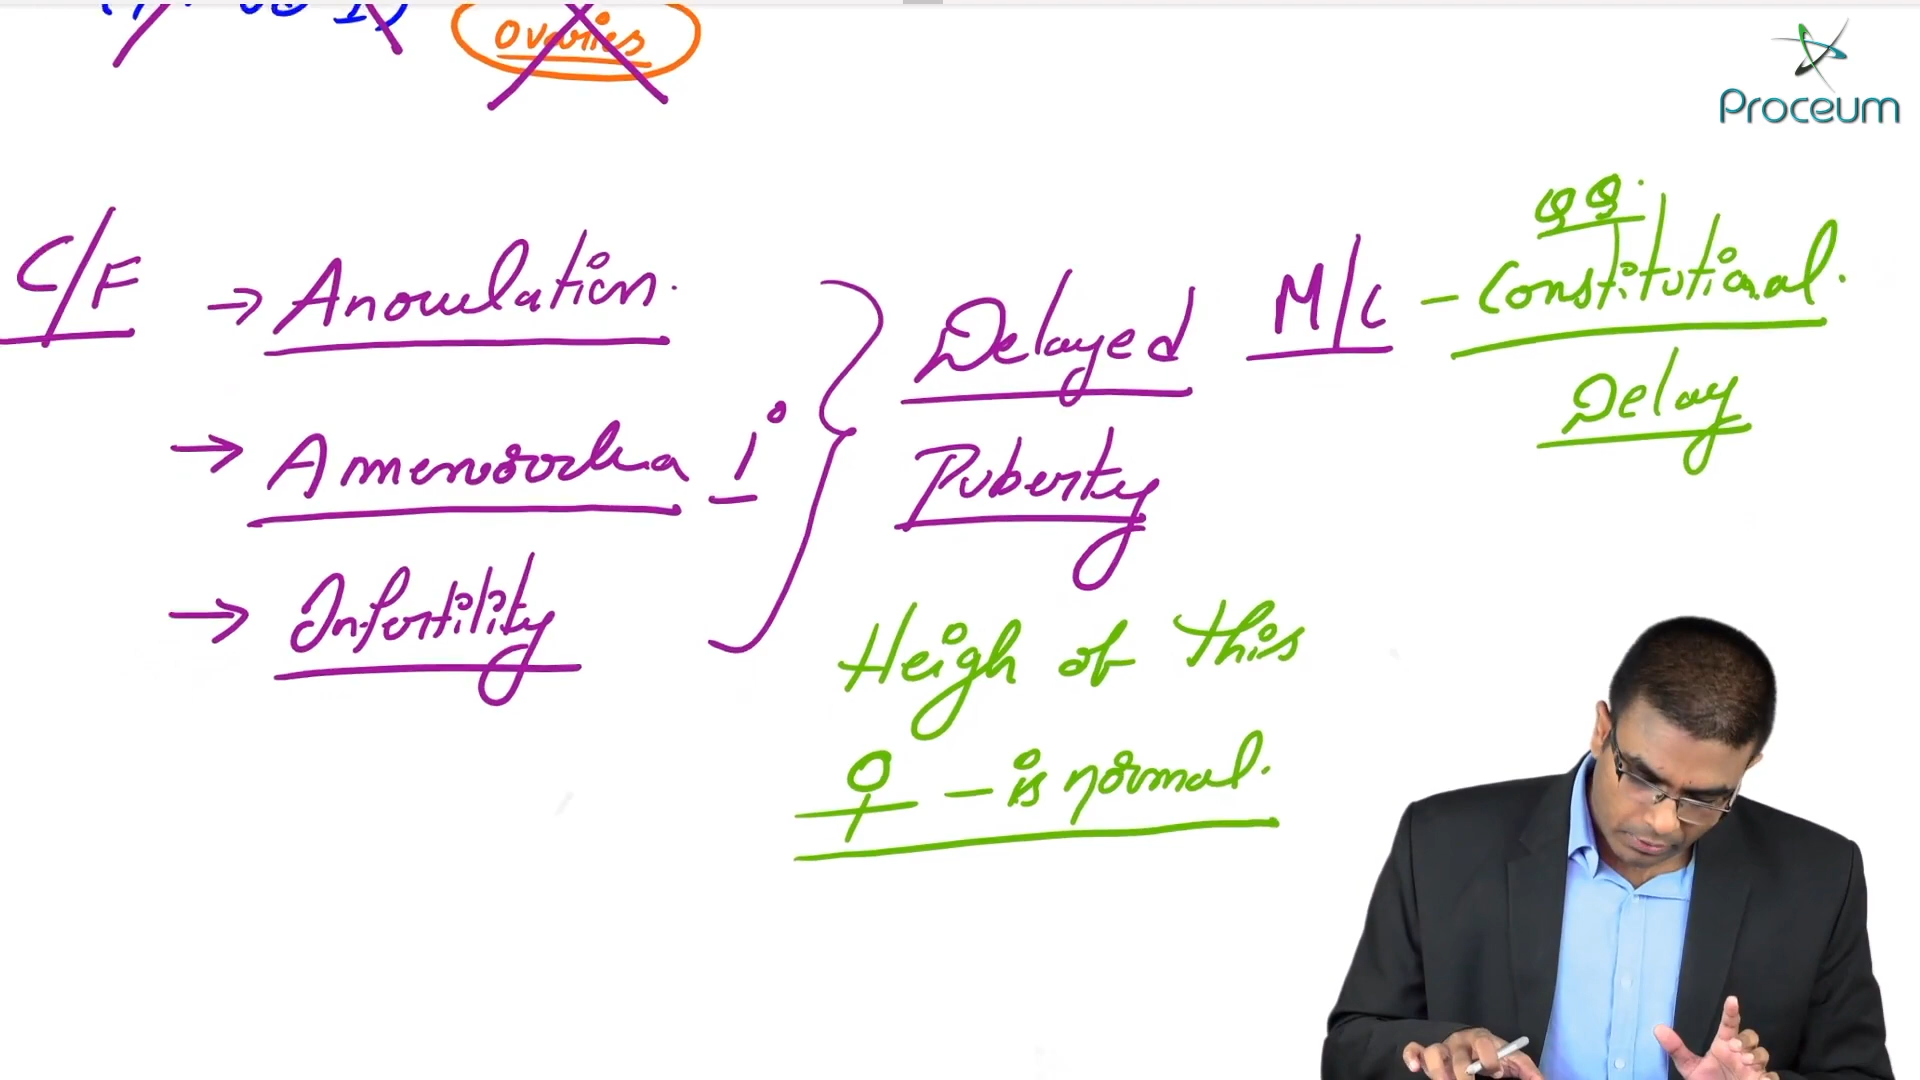 ovaries
Proceum
C/F → Anovulation.
→ Amenorrhea 1°
→ Infertility
Delayed
Puberty
M/C - Constitutional.
Delay
Heigh of this
♀ - is normal.